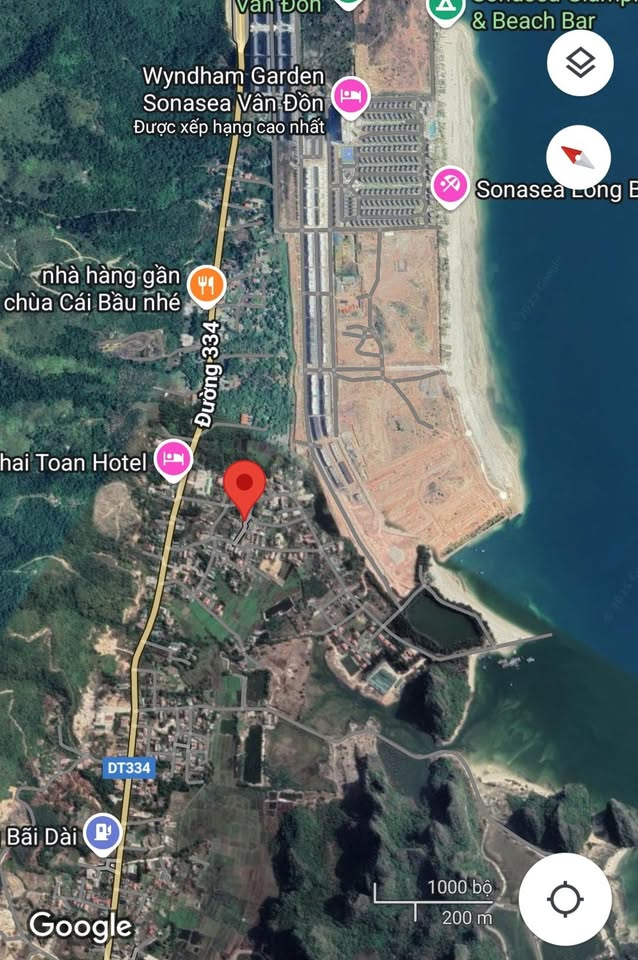 Vân Đồn
& Beach Bar
Wyndham Garden
Sonasea Vân Đồn
Được xếp hạng cao nhất
Sonasea Long B
nhà hàng gần
chùa Cái Bầu nhé
Đường 334
hai Toan Hotel
DT334
Bãi Dài
1000 bộ
200 m
Google